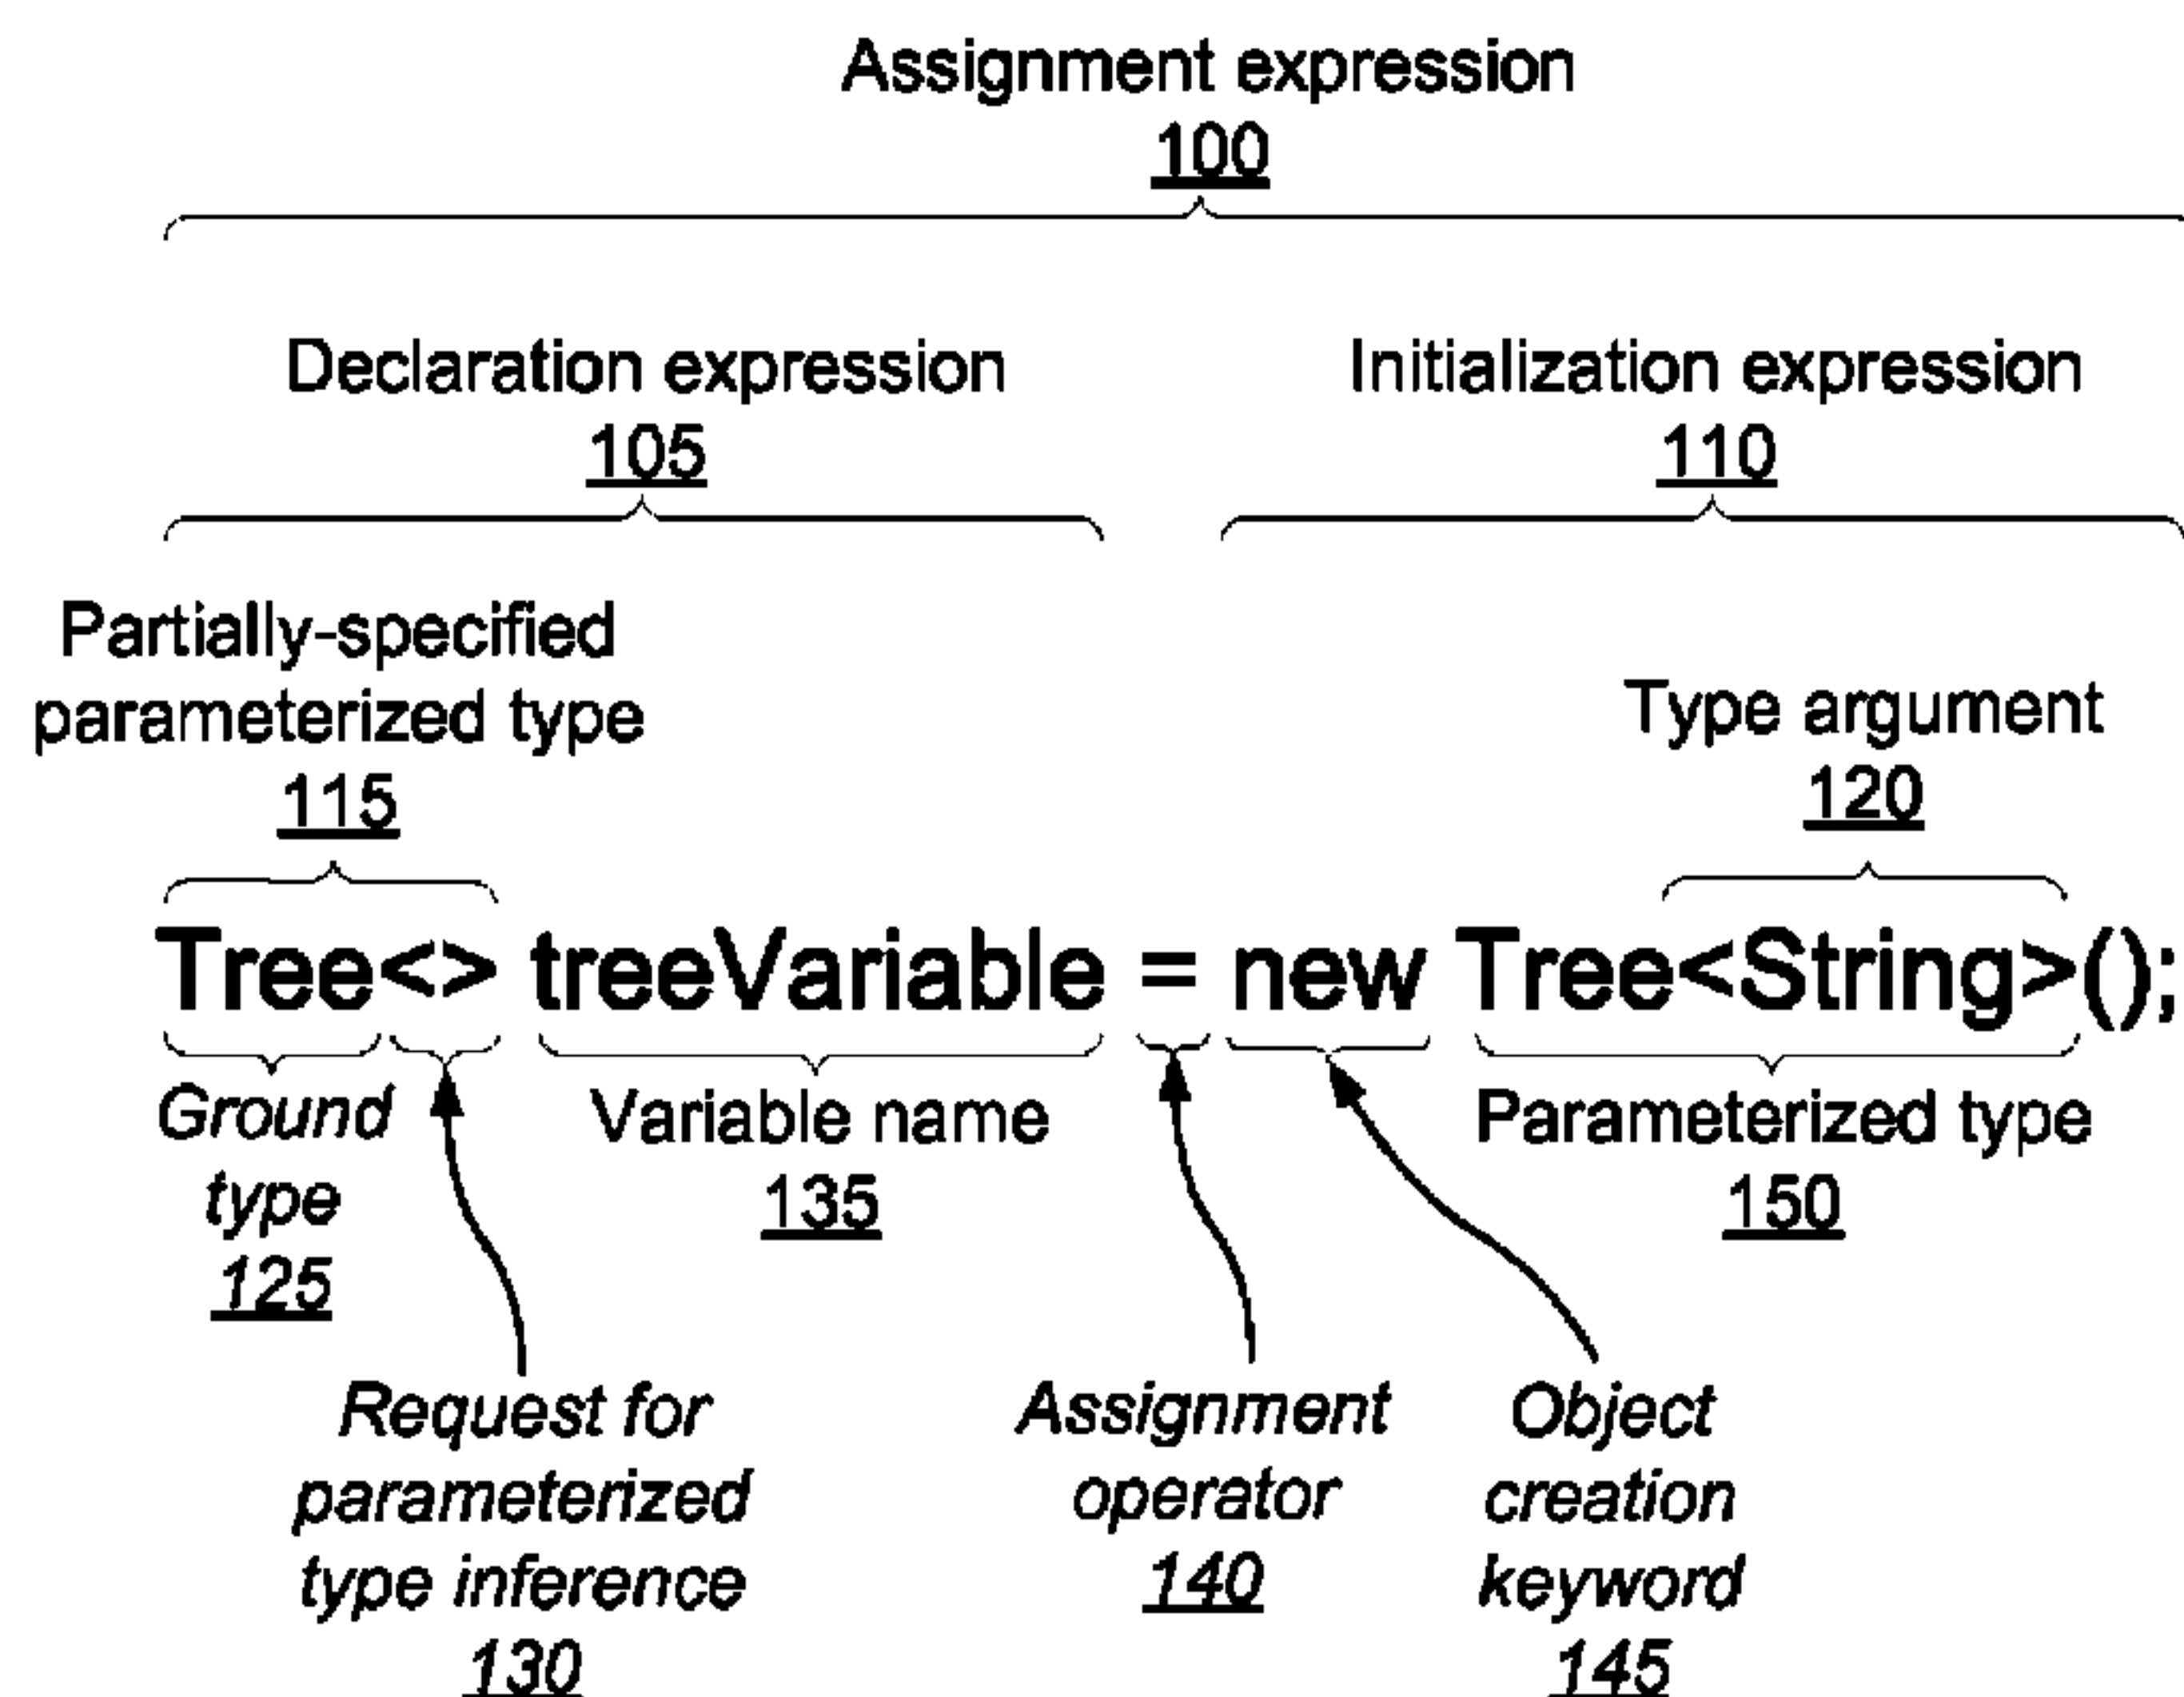 Assignment expression
100
Declaration expression
105
Initialization expression
110
Partially-specified
parameterized type
115
Type argument
120
Tree<> treeVariable = new Tree<String>();
Ground
type
125
Variable name
135
Parameterized type
150
Request for
parameterized
type inference
130
Assignment
operator
140
Object
creation
keyword
145